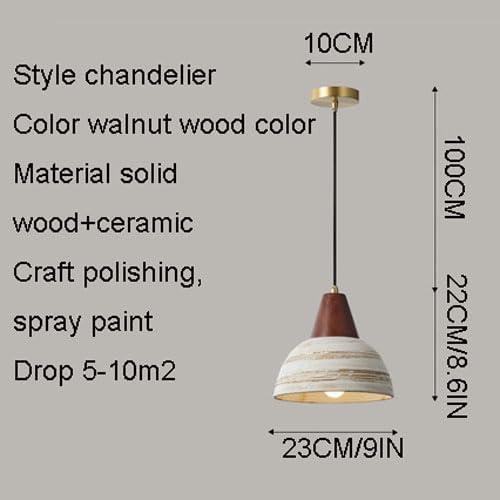 10CM
Style chandelier
Color walnut wood color
Material solid
wood+ceramic
Craft polishing,
spray paint
Drop 5-10m2
100CM
22CM/8.6IN
23CM/9IN